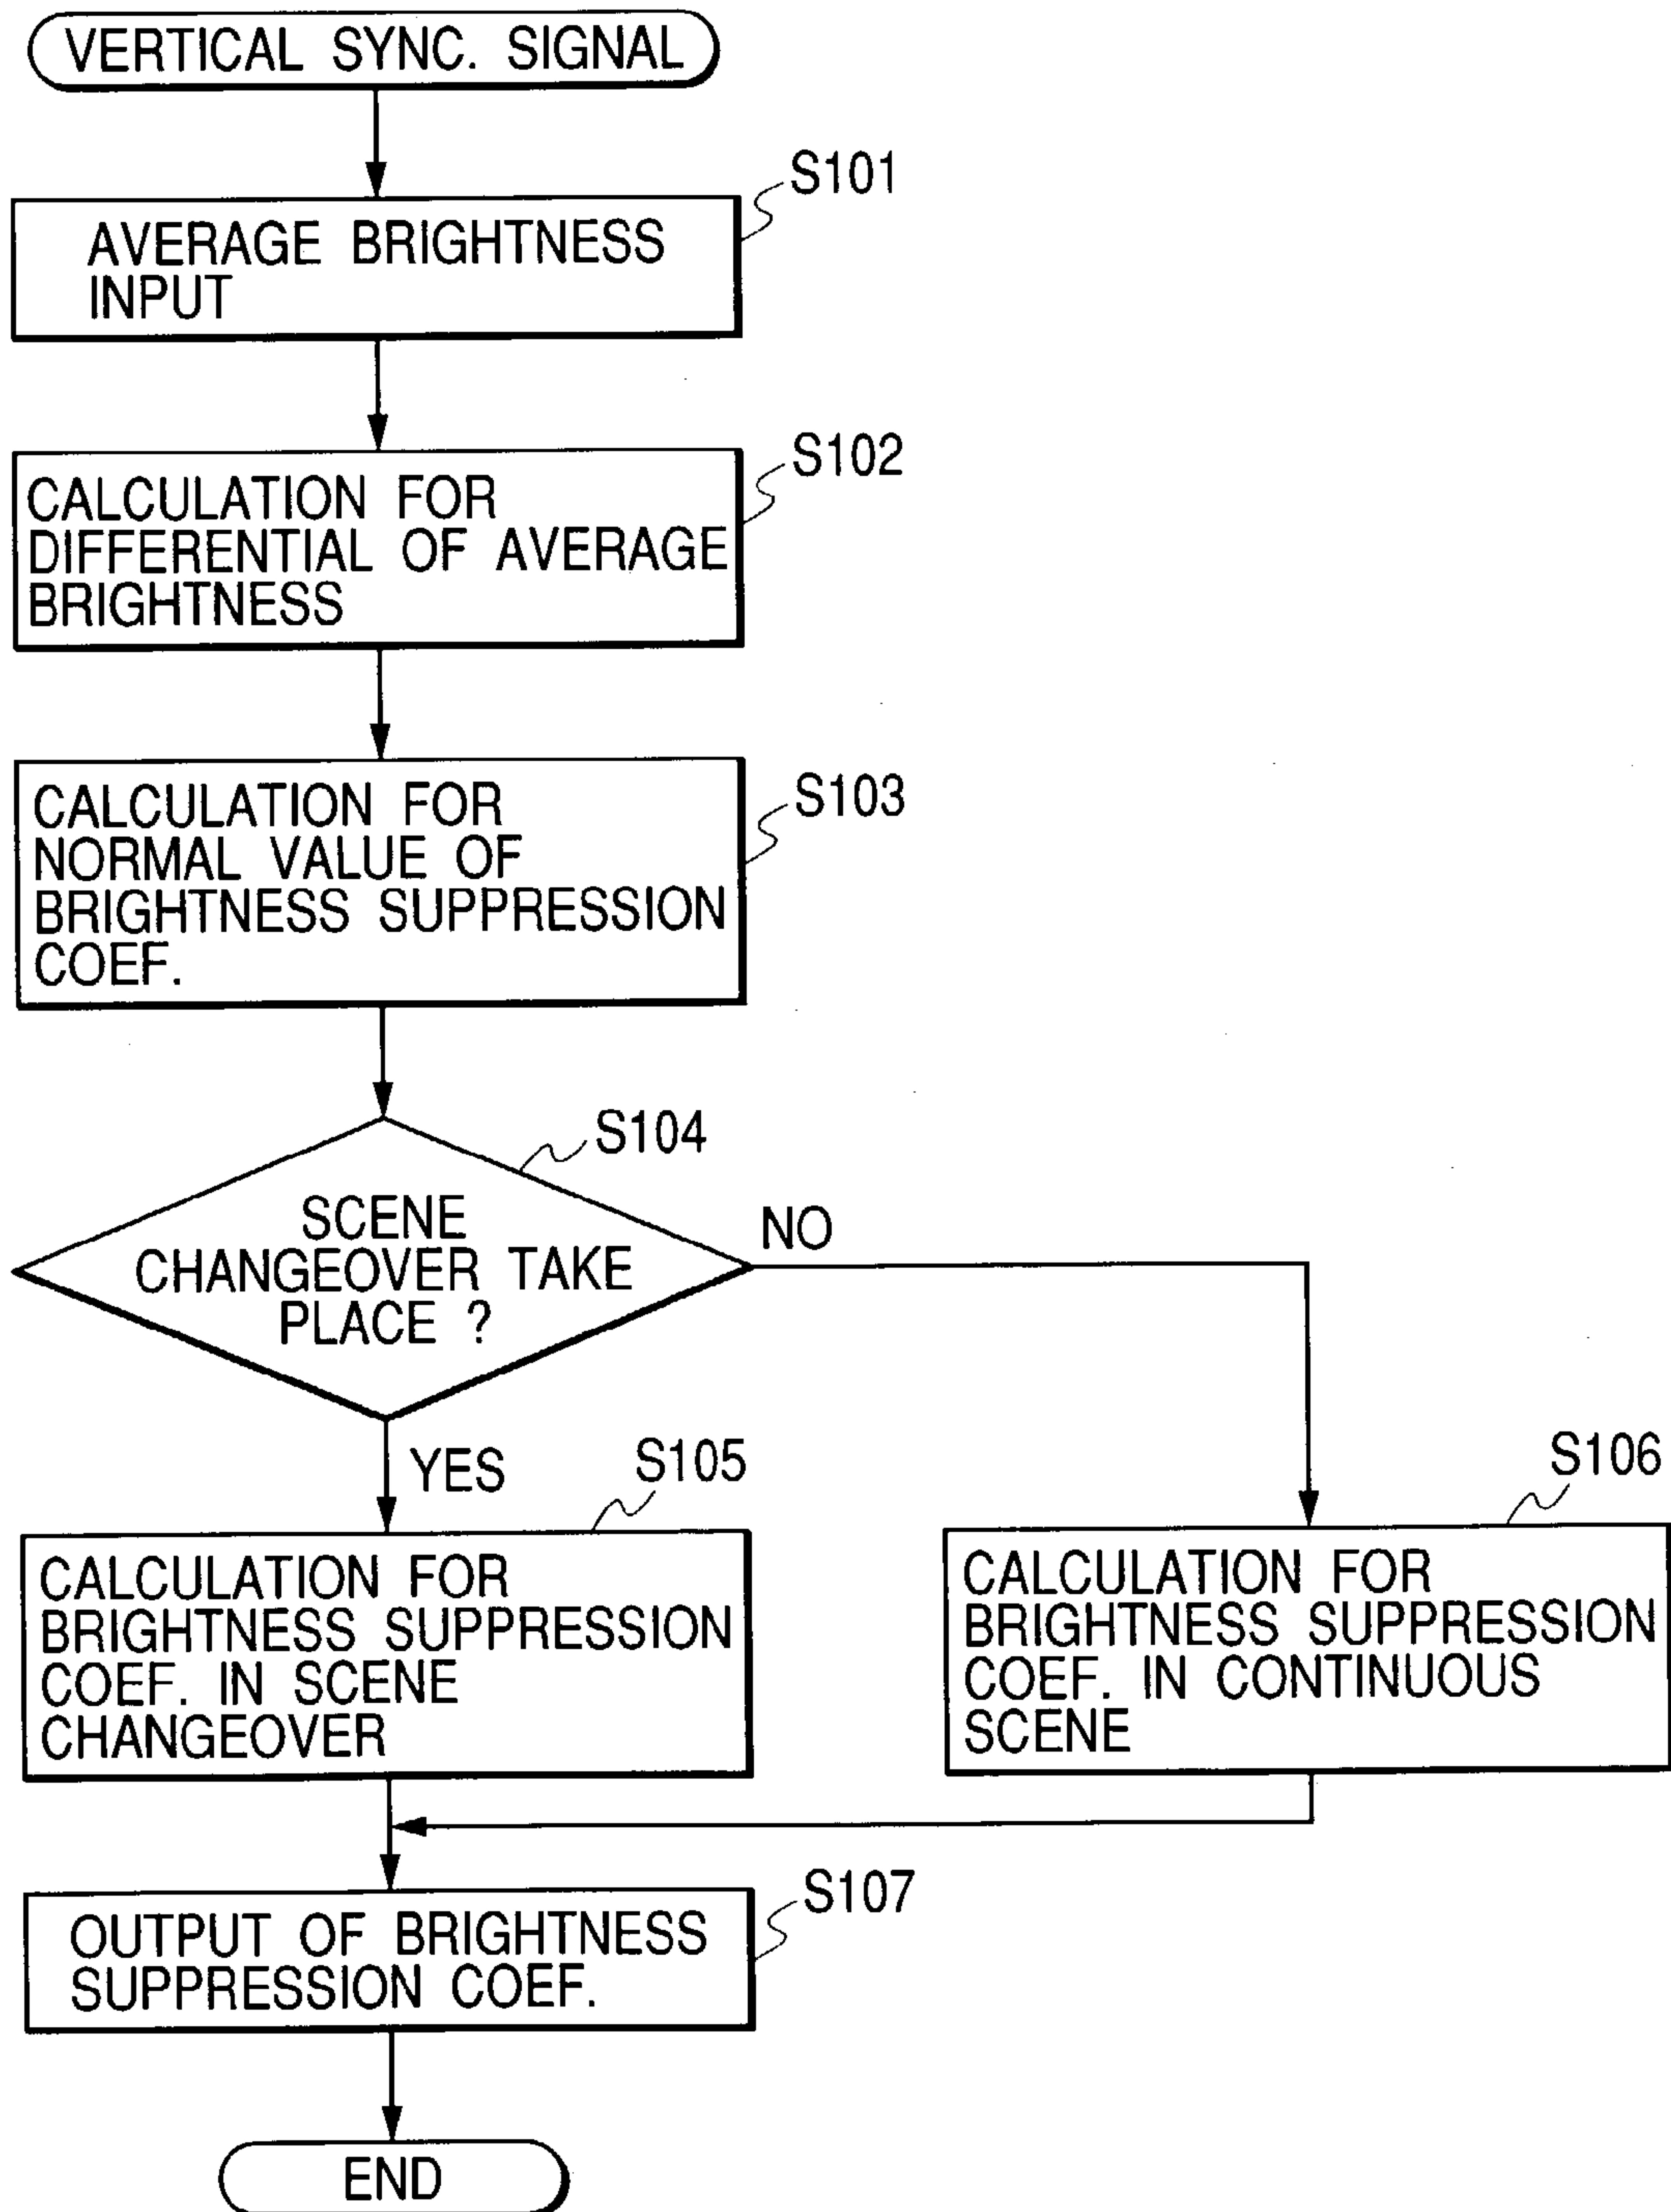 VERTICAL SYNC. SIGNAL
S101
AVERAGE BRIGHTNESS
INPUT
S102
CALCULATION FOR
DIFFERENTIAL OF AVERAGE
BRIGHTNESS
S103
CALCULATION FOR
NORMAL VALUE OF
BRIGHTNESS SUPPRESSION
COEF.
S104
SCENE
CHANGEOVER TAKE
PLACE ?
NO
YES
S105
CALCULATION FOR
BRIGHTNESS SUPPRESSION
COEF. IN SCENE
CHANGEOVER
S106
CALCULATION FOR
BRIGHTNESS SUPPRESSION
COEF. IN CONTINUOUS
SCENE
S107
OUTPUT OF BRIGHTNESS
SUPPRESSION COEF.
END